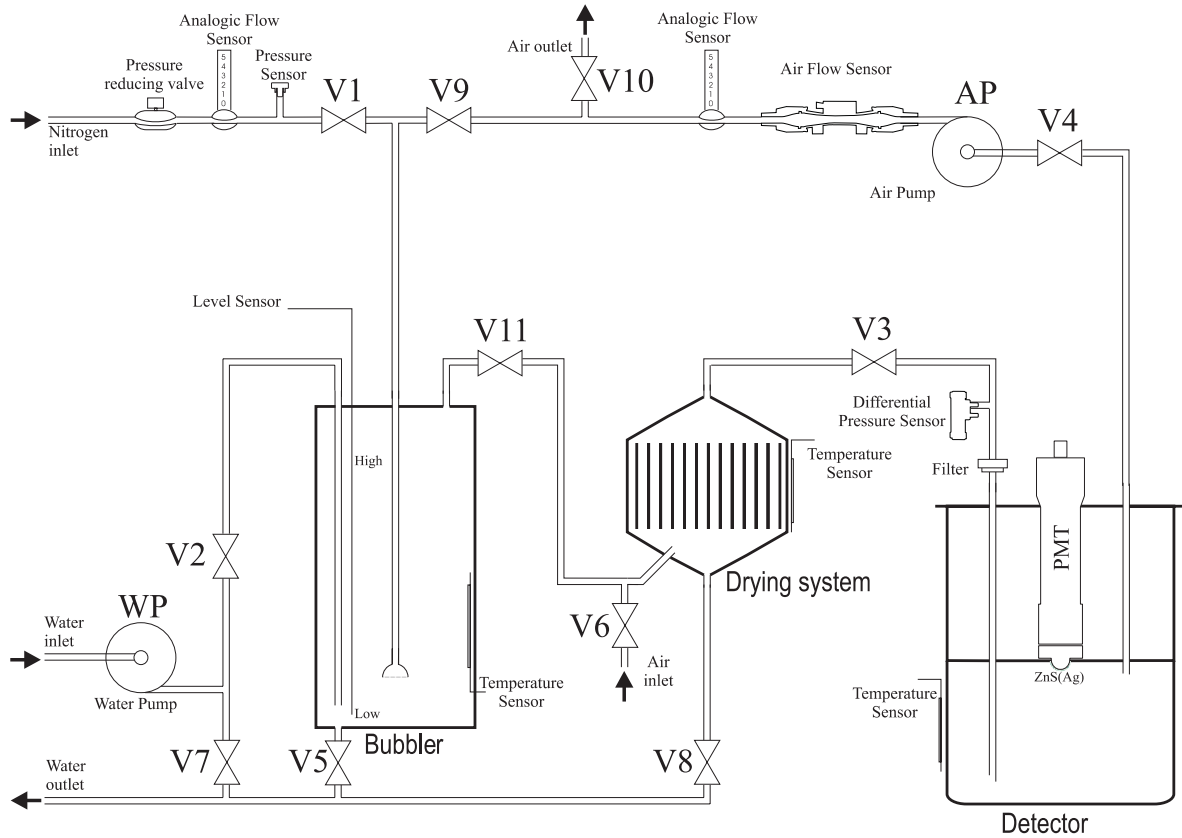 Analogic Flow
Sensor
5
4
3
2
1
0
Pressure
reducing valve
Pressure
Sensor
V1
V9
Air outlet
V10
Analogic Flow
Sensor
5
4
3
2
1
0
Air Flow Sensor
AP
V4
Nitrogen
inlet
Air Pump
Level Sensor
V11
V3
High
Differential
Pressure Sensor
Temperature
Sensor
Filter
PMT
V2
Drying system
WP
Water
inlet
V6
Air
inlet
ZnS(Ag)
Water Pump
Temperature
Sensor
Low
Temperature
Sensor
Bubbler
V7
V5
V8
Water
outlet
Detector